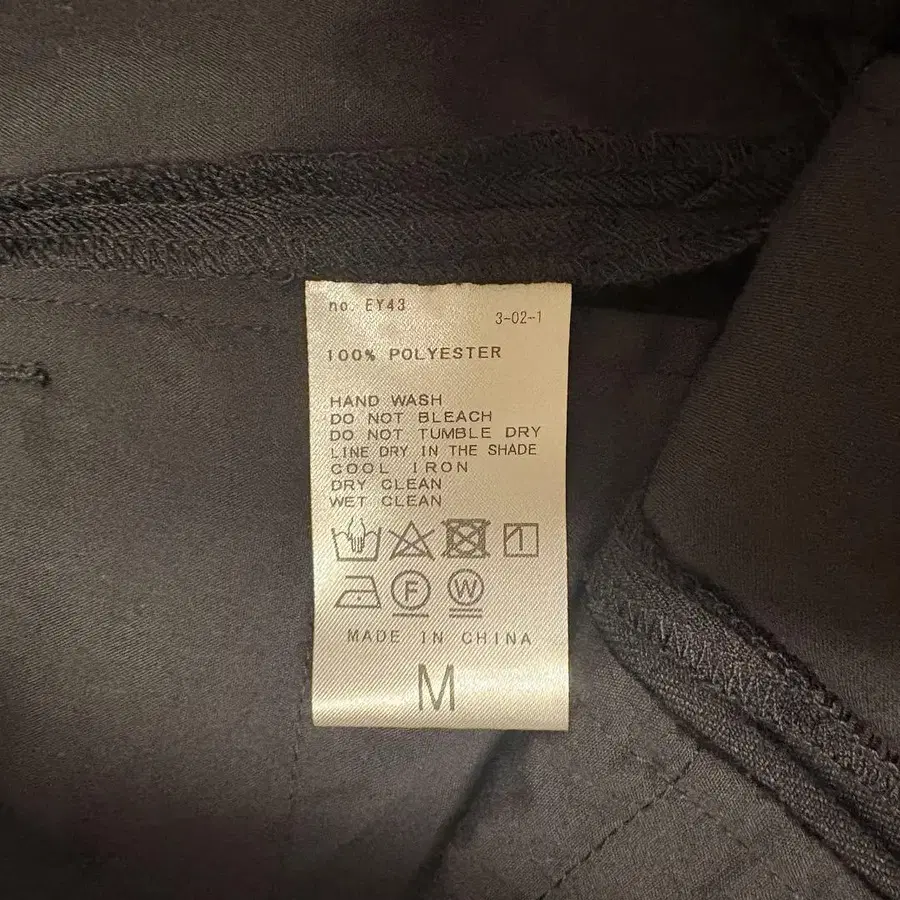 no. EY43
3-02-1
100% POLYESTER
HAND WASH
DO NOT BLEACH
DO NOT TUMBLE DRY
LINE DRY IN THE SHADE
COOL IRON
DRY CLEAN
WET CLEAN
F W
MADE IN CHINA
M